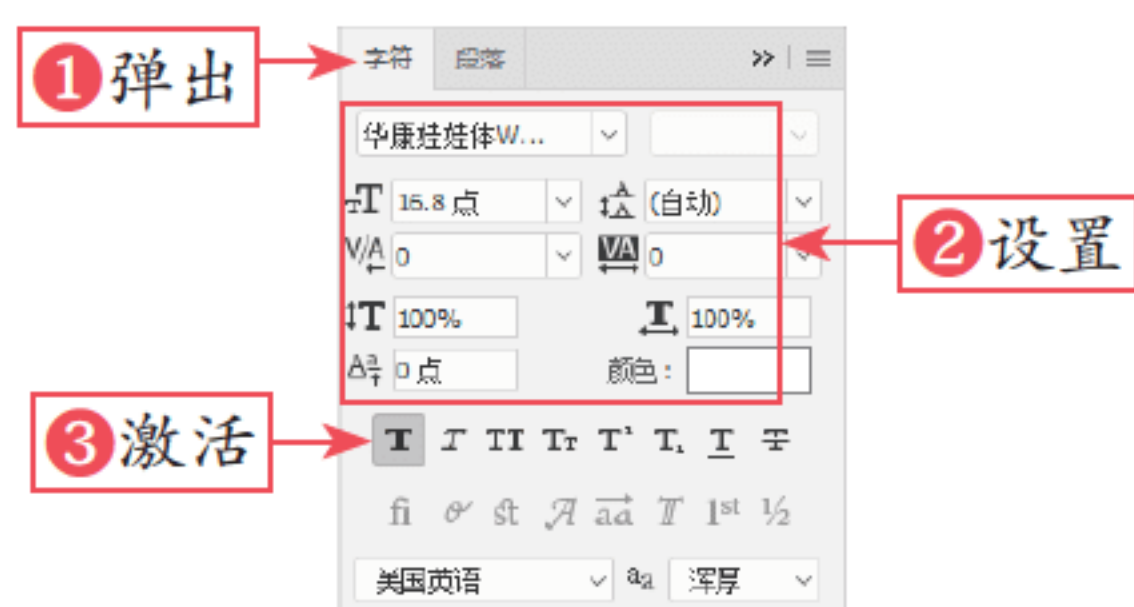 ❶弹出
字符 段落
华康娃娃体W...
16.8 点 (自动)
0 0
❷设置
100% 100%
0 点 颜色：
❸激活
T T TT Tт T¹ T₁ T T
fi st A aa T 1st ½
美国英语 aa 浑厚